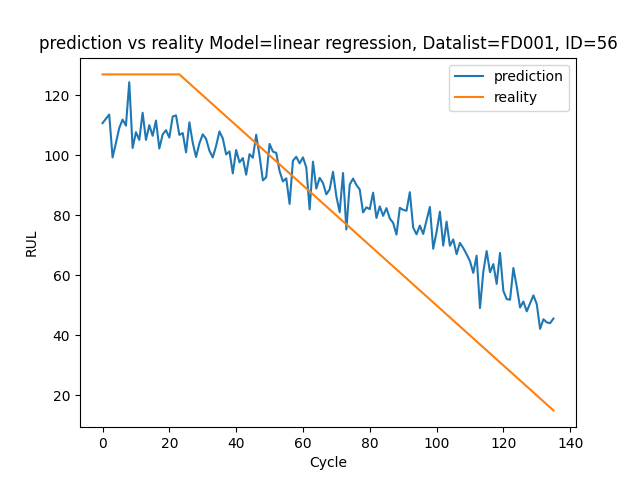 prediction vs reality Model=linear regression, Datalist=FD001, ID=56
prediction
reality
RUL
120
100
80
60
40
20
0 20 40 60 80 100 120 140
Cycle